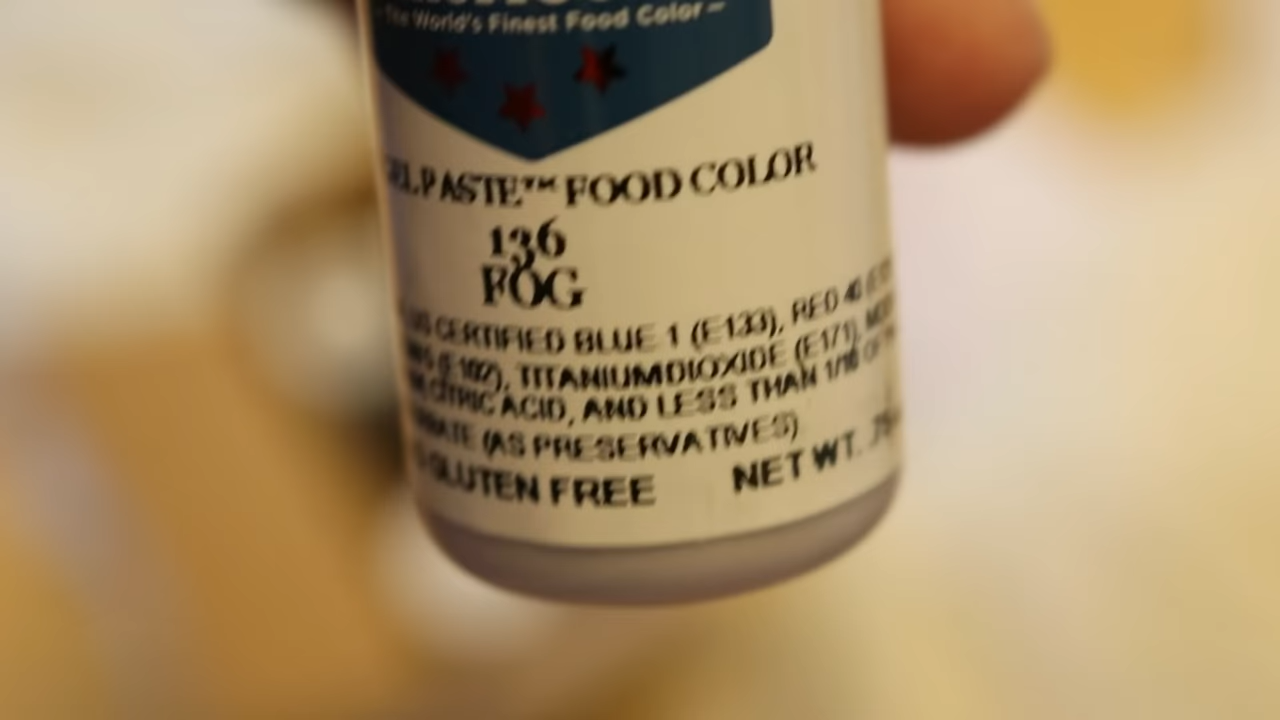 The World's Finest Food Color
GEL PASTE™ FOOD COLOR
136
FOG
CERTIFIED BLUE 1 (E133), RED 40
(E102), TITANIUM DIOXIDE (E171),
CITRIC ACID, AND LESS THAN 1/10 OF
(AS PRESERVATIVES)
GLUTEN FREE NET WT.